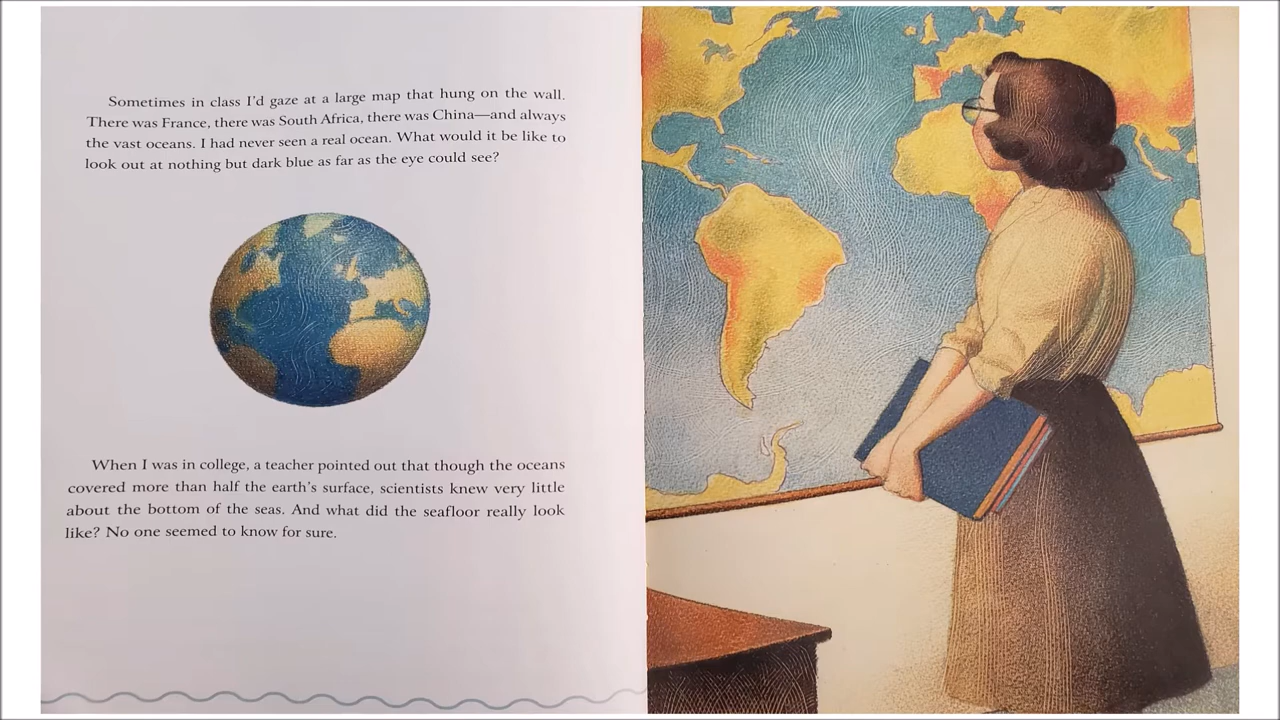 Sometimes in class I'd gaze at a large map that hung on the wall.
There was France, there was South Africa, there was China—and always
the vast oceans. I had never seen a real ocean. What would it be like to
look out at nothing but dark blue as far as the eye could see?
When I was in college, a teacher pointed out that though the oceans
covered more than half the earth's surface, scientists knew very little
about the bottom of the seas. And what did the seafloor really look
like? No one seemed to know for sure.